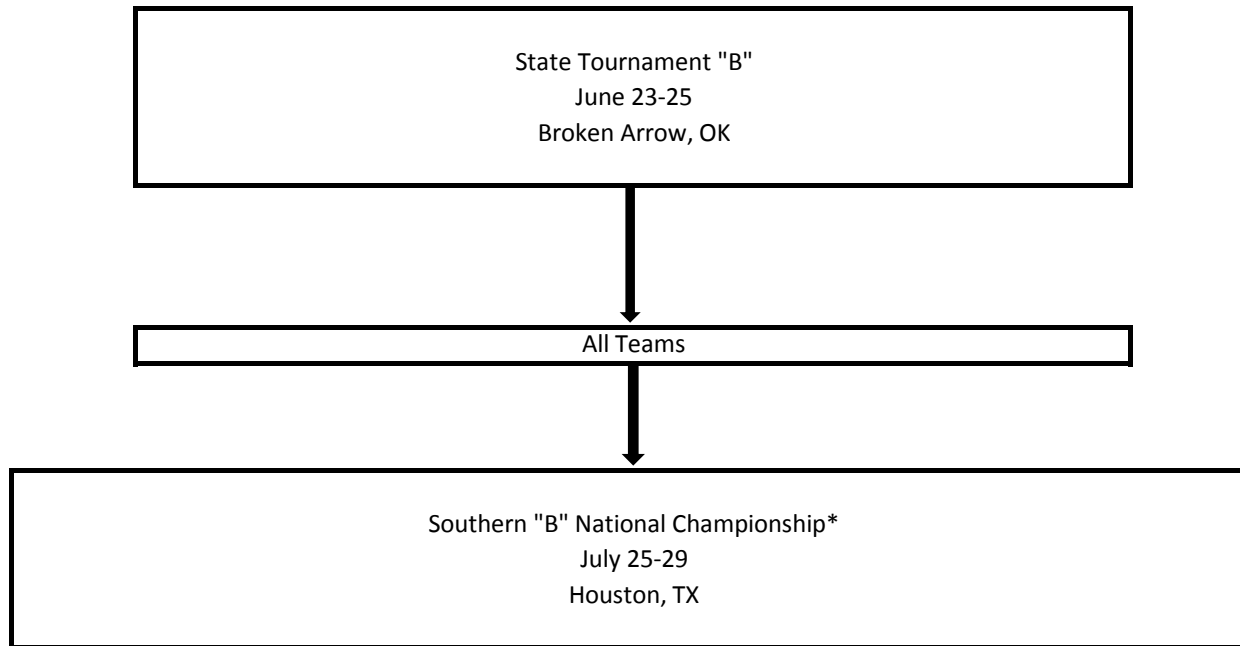 State Tournament "B"
June 23-25
Broken Arrow, OK
All Teams
Southern "B" National Championship*
July 25-29
Houston, TX